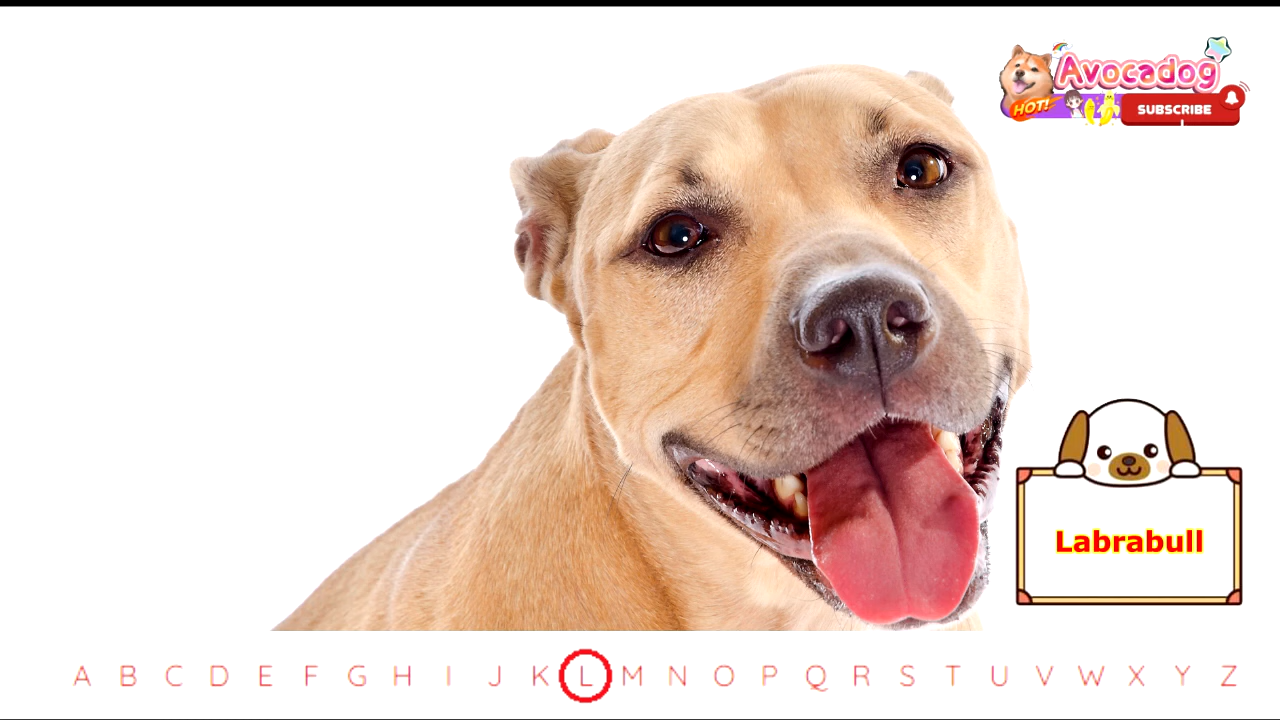 Avocadog
HOT!
SUBSCRIBE
Labrabull
A B C D E F G H I J K L M N O P Q R S T U V W X Y Z